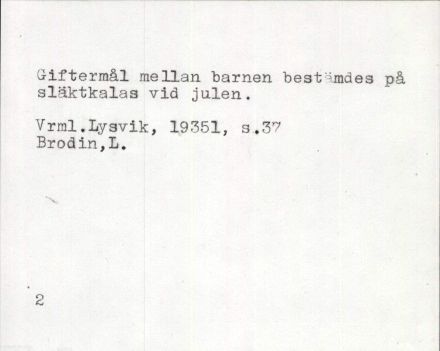 Giftermål mellan barnen bestämdes på
släktkalas vid julen.
Vrml.Lysvik, 19351, s.37
Brodin,L.
2